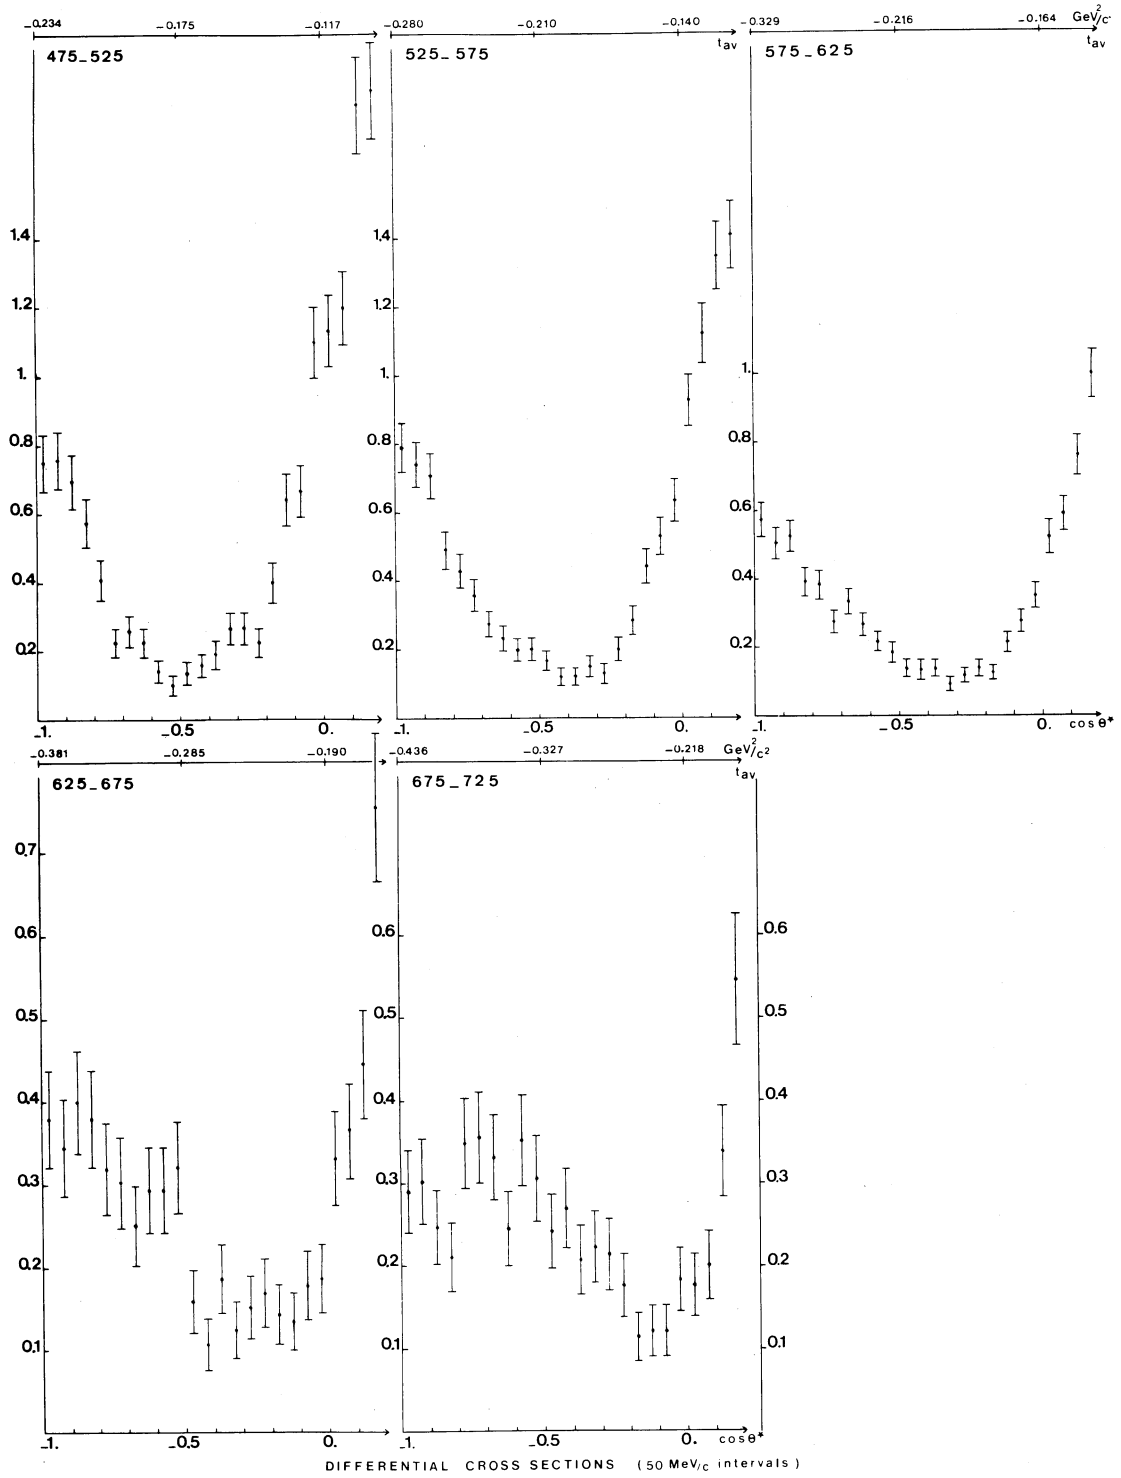 -0.234 -0.175 -0.117 -0.280 -0.210 -0.140 -0.329 -0.216 -0.164 GeV²/c²
tav tav
475_525 525_575 575_625
1.4 1.4
1.2 1.2
1. 1. 1.
0.8 0.8 0.8
0.6 0.6 0.6
0.4 0.4 0.4
0.2 0.2 0.2
-1. -0.5 0. -1. -0.5 0. -1. -0.5 0. cosθ*
-0.381 -0.285 -0.190 -0.436 -0.327 -0.218 GeV²/c²
tav
625_675 675_725
0.7
0.6 0.6 0.6
0.5 0.5 0.5
0.4 0.4 0.4
0.3 0.3 0.3
0.2 0.2 0.2
0.1 0.1 0.1
-1. -0.5 0. -1. -0.5 0. cosθ*
DIFFERENTIAL CROSS SECTIONS (50 MeV/c intervals)